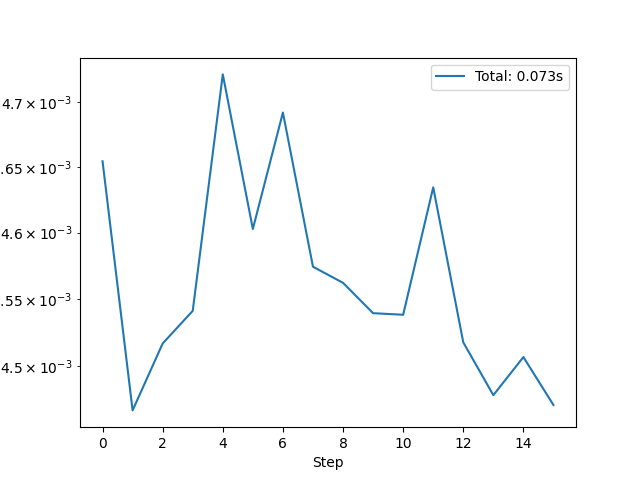 Total: 0.073s
4.7 × 10⁻³
.65 × 10⁻³
4.6 × 10⁻³
.55 × 10⁻³
4.5 × 10⁻³
0 2 4 6 8 10 12 14
Step